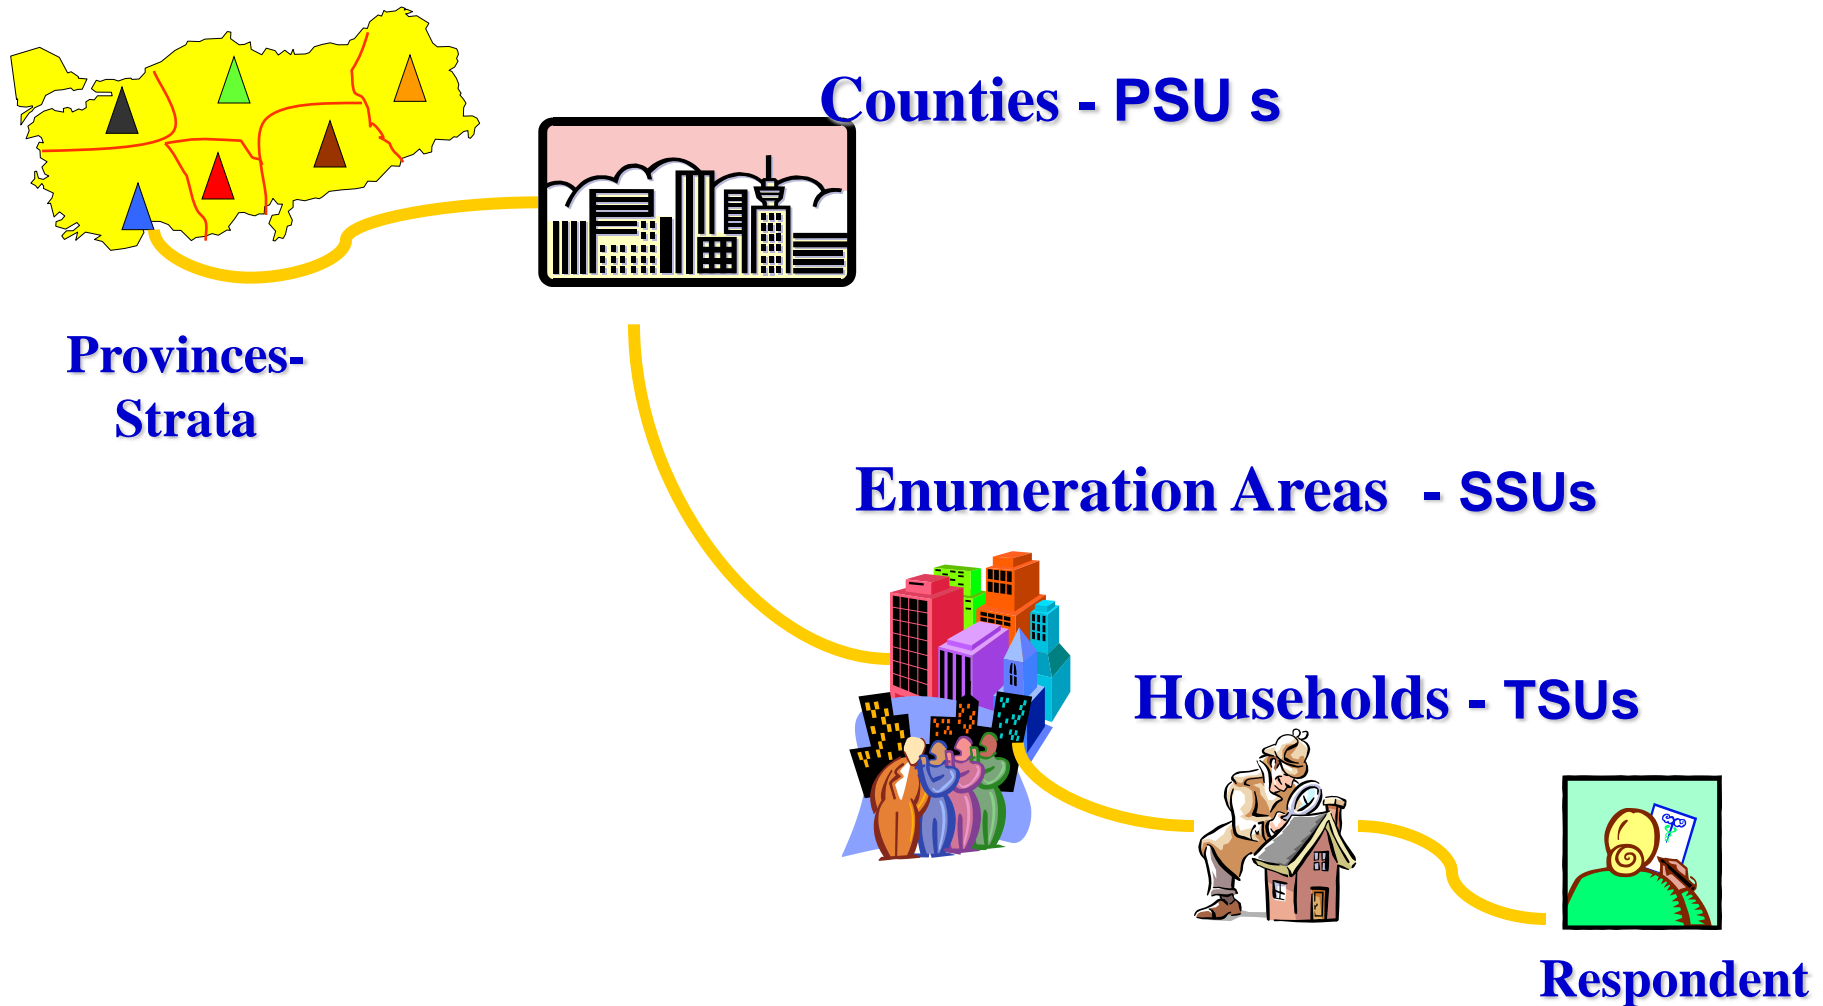 Counties - PSU s
Provinces-
Strata
Enumeration Areas  - SSUs
Households - TSUs
Respondent